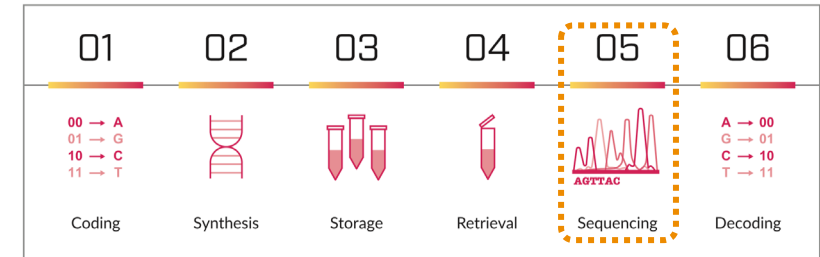 01 02 03 04 05 06
00 → A
01 → G
10 → C
11 → T
AGTTAC
A → 00
G → 01
C → 10
T → 11
Coding Synthesis Storage Retrieval Sequencing Decoding